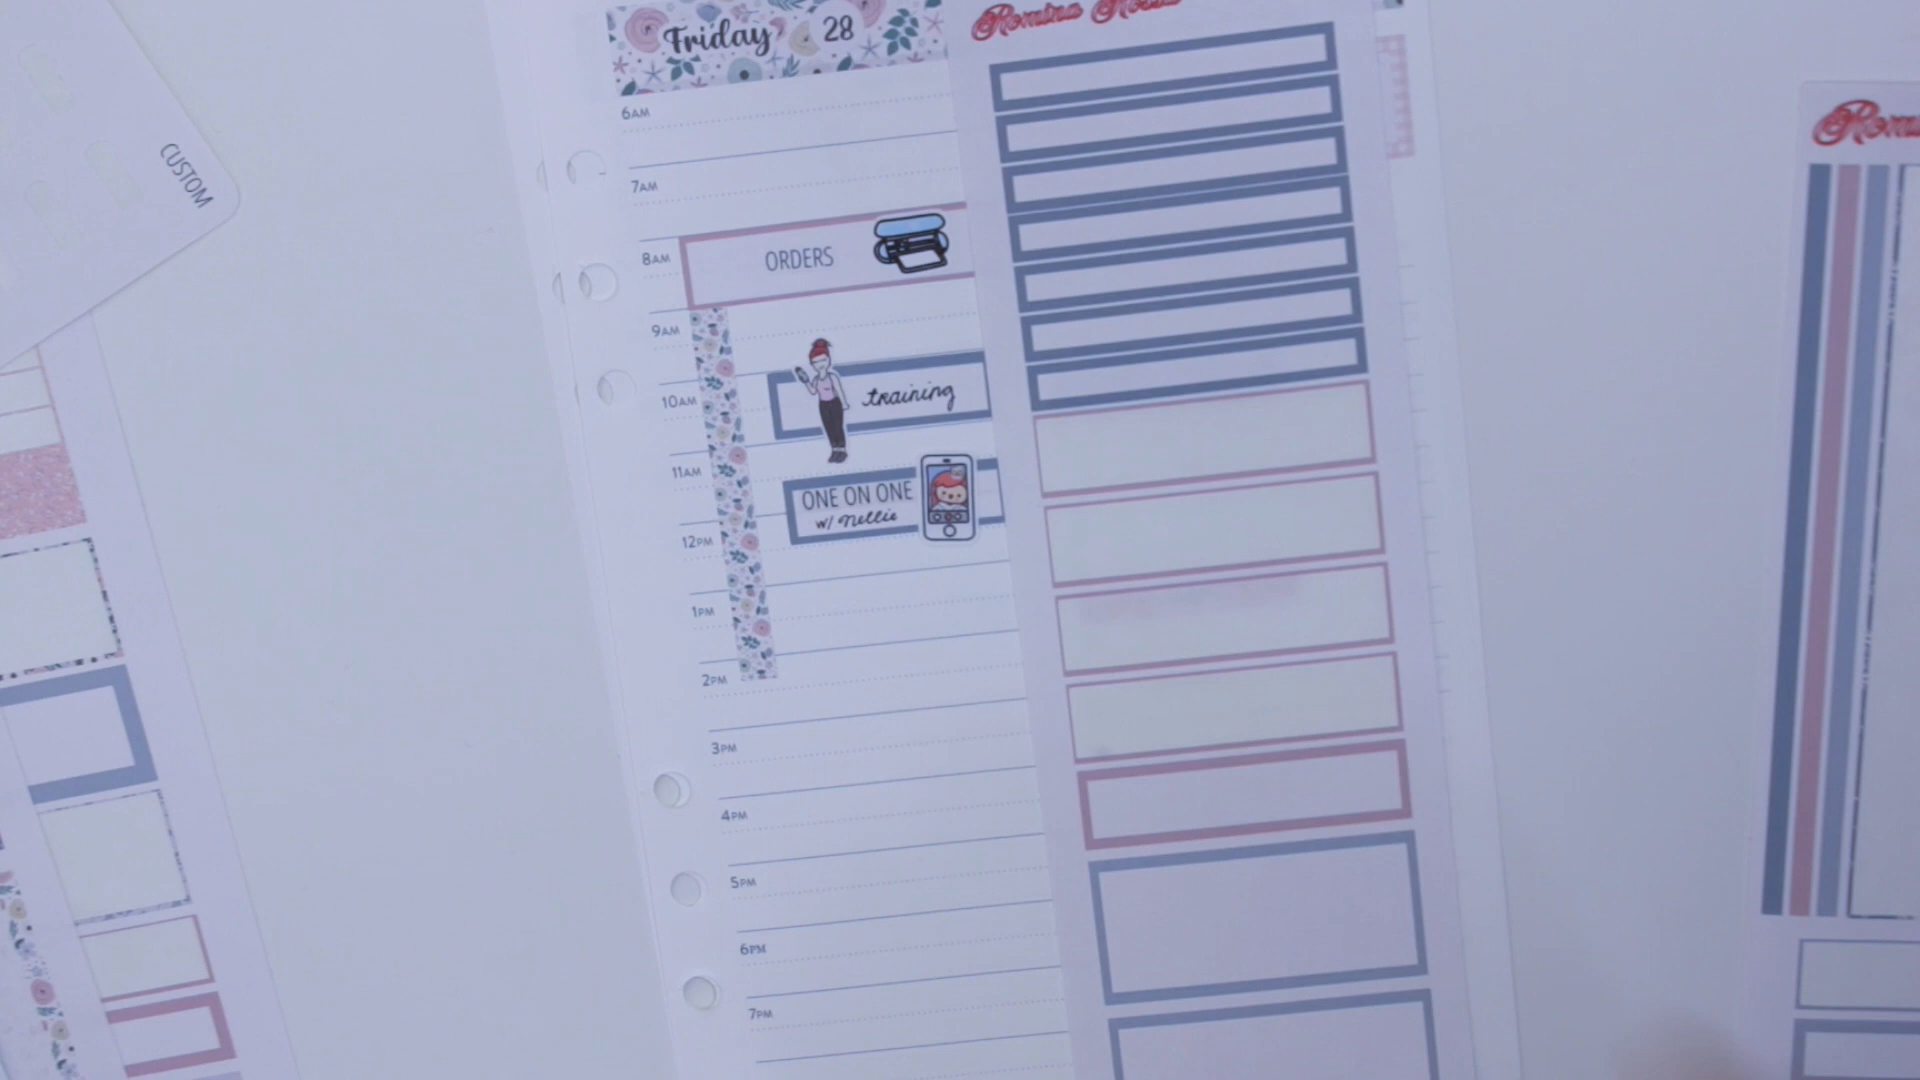 Friday 28
6AM
7AM
8AM
ORDERS
9AM
10AM
training
11AM
ONE ON ONE
w/ Nellie
12PM
1PM
2PM
3PM
4PM
5PM
6PM
7PM
CUSTOM
Romina